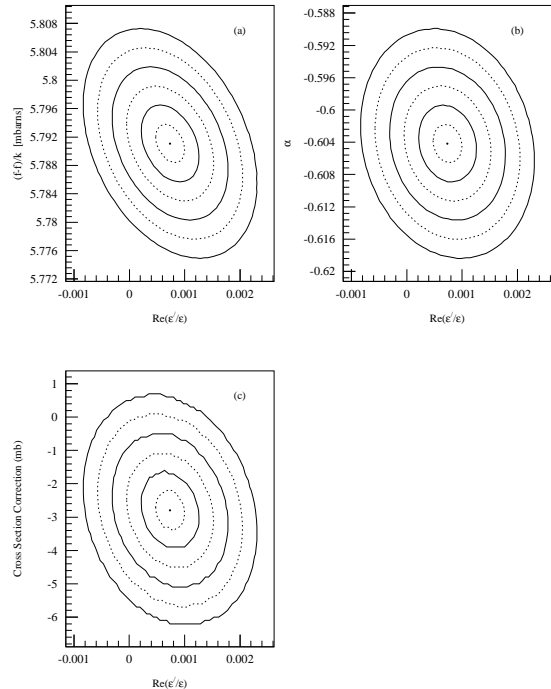 (a)
5.808
5.804
5.8
5.796
5.792
5.788
5.784
5.78
5.776
5.772
(f-f)/k [mbarns]
-0.001 0 0.001 0.002
Re(ε′/ε)
(b)
-0.588
-0.592
-0.596
-0.6
-0.604
-0.608
-0.612
-0.616
-0.62
α
-0.001 0 0.001 0.002
Re(ε′/ε)
(c)
1
0
-1
-2
-3
-4
-5
-6
Cross Section Correction (mb)
-0.001 0 0.001 0.002
Re(ε′/ε)